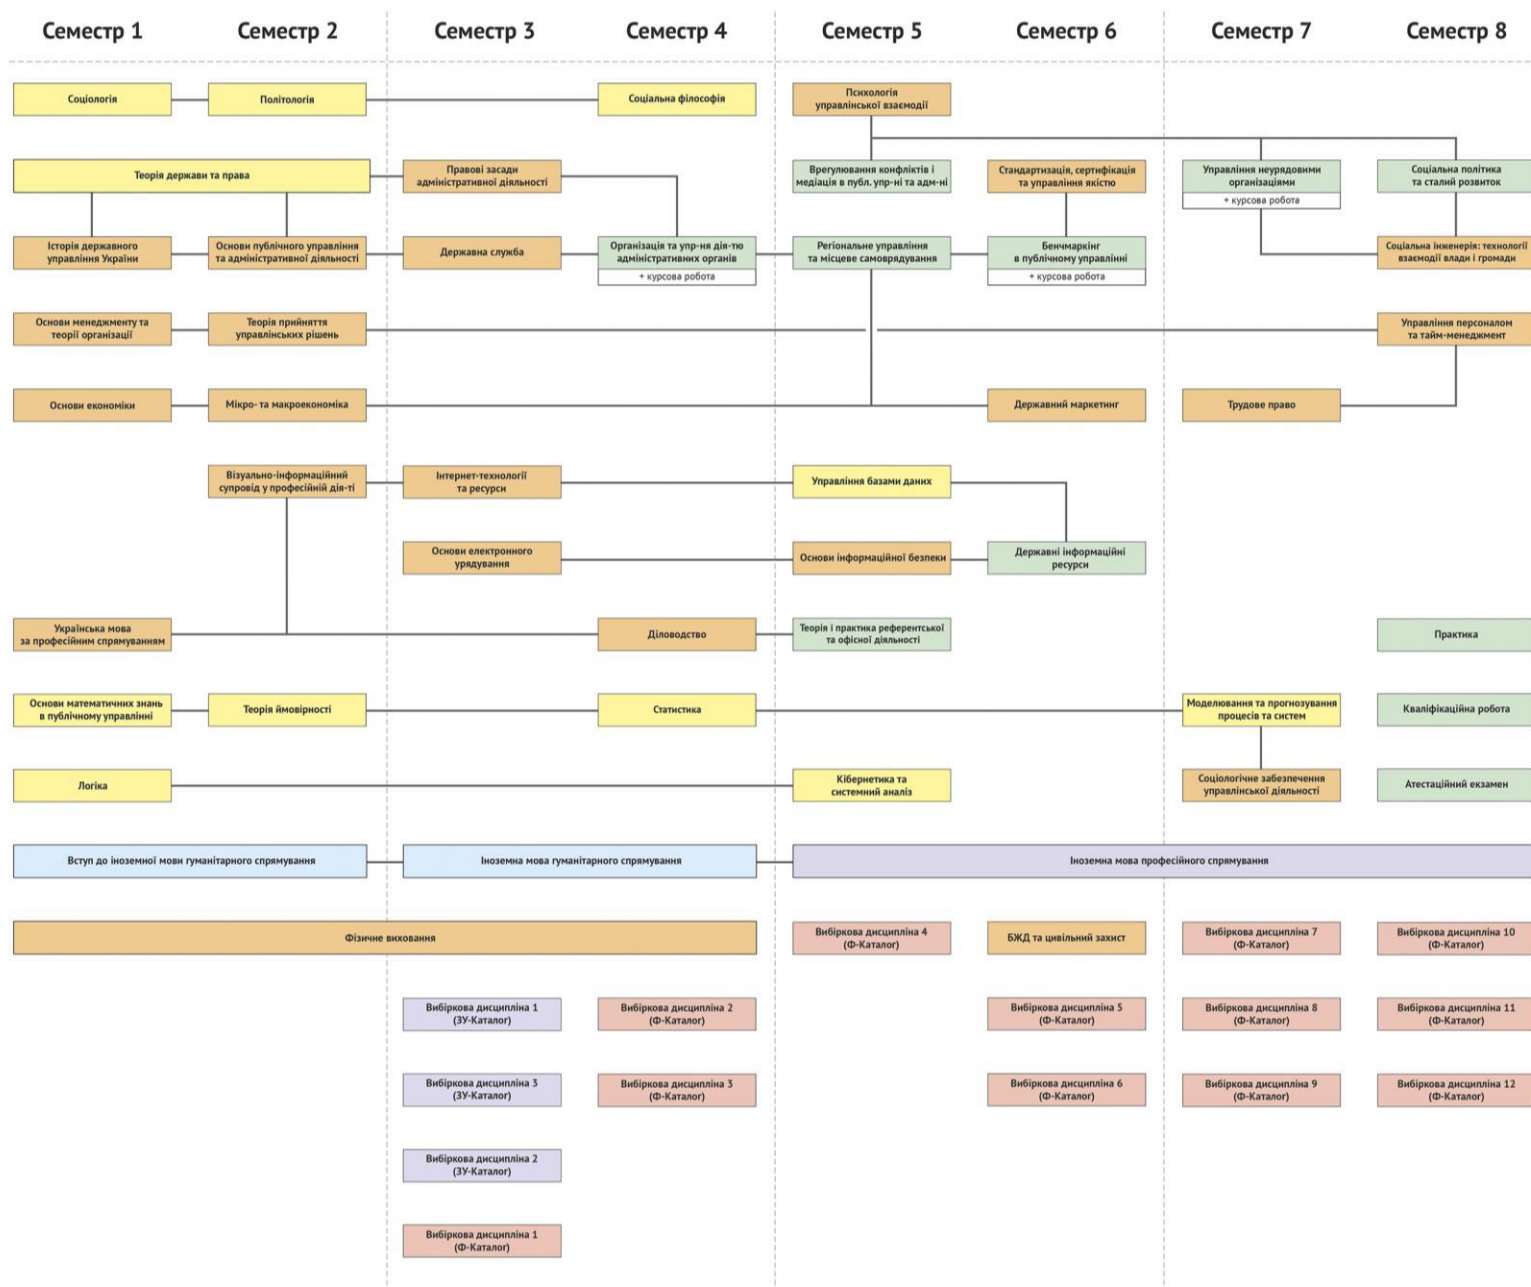 Семестр 1
Семестр 2
Семестр 3
Семестр 4
Семестр 5
Семестр 6
Семестр 7
Семестр 8
Соціологія
Політологія
Соціальна філософія
Психологія
управлінської взаємодії
Теорія держави та права
Правові засади
адміністративної діяльності
Врегулювання конфліктів і
медіація в публ. упр-ні та адм-ні
Стандартизація, сертифікація
та управління якістю
Управління неурядовими
організаціями
+ курсова робота
Соціальна політика
та сталий розвиток
Історія державного
управління України
Основи публічного управління
та адміністративної діяльності
Державна служба
Організація та упр-ня дія-тю
адміністративних органів
+ курсова робота
Регіональне управління
та місцеве самоврядування
Бенчмаркінг
в публічному управлінні
+ курсова робота
Соціальна інженерія: технології
взаємодії влади і громади
Основи менеджменту та
теорії організації
Теорія прийняття
управлінських рішень
Управління персоналом
та тайм-менеджмент
Основи економіки
Мікро- та макроекономіка
Державний маркетинг
Трудове право
Візуально-інформаційний
супровід у професійній дія-ті
Інтернет-технології
та ресурси
Управління базами даних
Основи електронного
урядування
Основи інформаційної безпеки
Державні інформаційні
ресурси
Українська мова
за професійним спрямуванням
Діловодство
Теорія і практика референтської
та офісної діяльності
Практика
Основи математичних знань
в публічному управлінні
Теорія ймовірності
Статистика
Моделювання та прогнозування
процесів та систем
Кваліфікаційна робота
Логіка
Кібернетика та
системний аналіз
Соціологічне забезпечення
управлінської діяльності
Атестаційний екзамен
Вступ до іноземної мови гуманітарного спрямування
Іноземна мова гуманітарного спрямування
Іноземна мова професійного спрямування
Фізичне виховання
Вибіркова дисципліна 4
(Ф-Каталог)
БЖД та цивільний захист
Вибіркова дисципліна 7
(Ф-Каталог)
Вибіркова дисципліна 10
(Ф-Каталог)
Вибіркова дисципліна 1
(ЗУ-Каталог)
Вибіркова дисципліна 2
(Ф-Каталог)
Вибіркова дисципліна 5
(Ф-Каталог)
Вибіркова дисципліна 8
(Ф-Каталог)
Вибіркова дисципліна 11
(Ф-Каталог)
Вибіркова дисципліна 3
(ЗУ-Каталог)
Вибіркова дисципліна 3
(Ф-Каталог)
Вибіркова дисципліна 6
(Ф-Каталог)
Вибіркова дисципліна 9
(Ф-Каталог)
Вибіркова дисципліна 12
(Ф-Каталог)
Вибіркова дисципліна 2
(ЗУ-Каталог)
Вибіркова дисципліна 1
(Ф-Каталог)